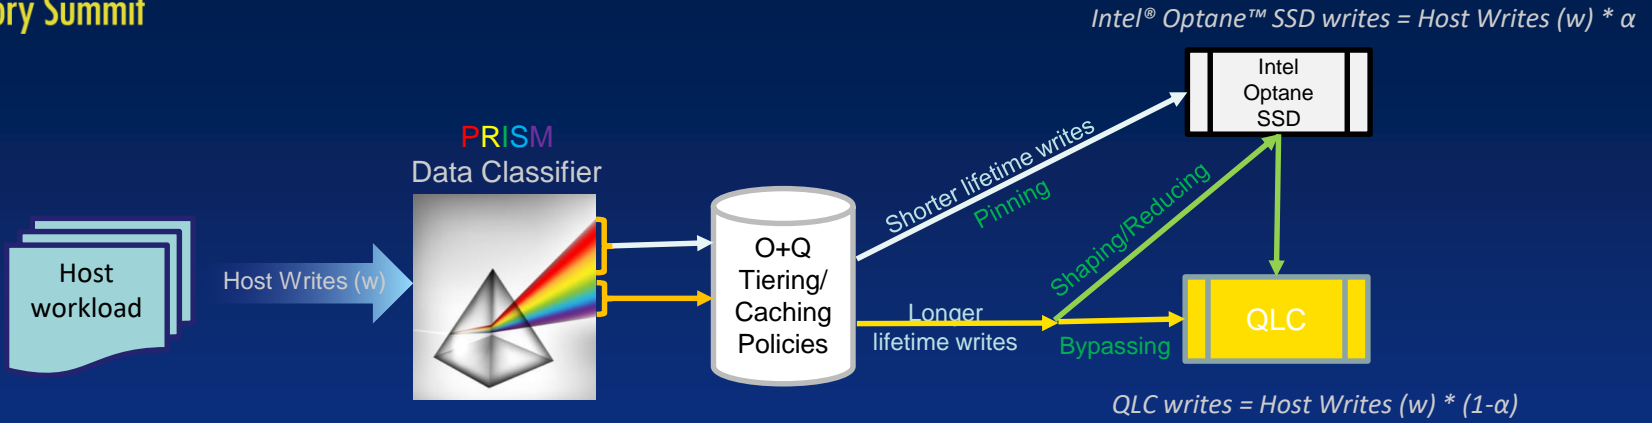 ory Summit
Intel® Optane™ SSD writes = Host Writes (w) * α
Intel
Optane
SSD
PRISM
Data Classifier
Shorter lifetime writes
Pinning
Shaping/Reducing
Host
workload
Host Writes (w)
O+Q
Tiering/
Caching
Policies
Longer
lifetime writes
Bypassing
QLC
QLC writes = Host Writes (w) * (1-α)